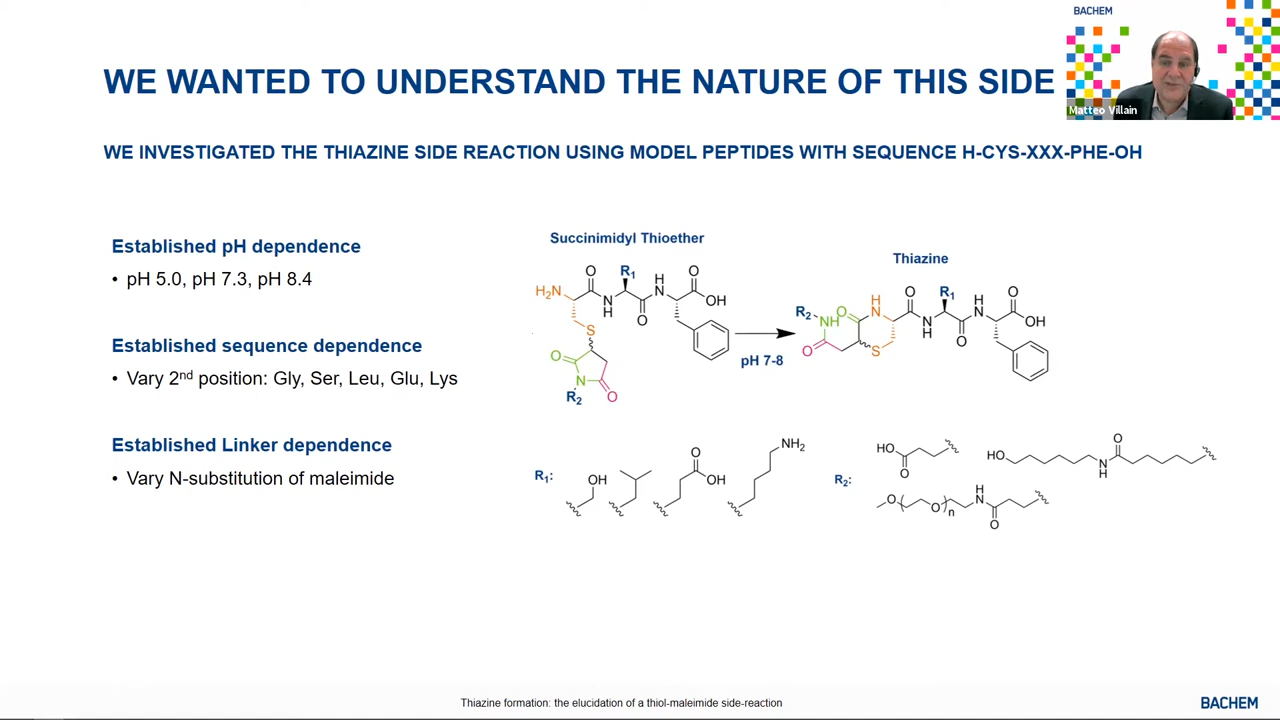 BACHEM
WE WANTED TO UNDERSTAND THE NATURE OF THIS SIDE
Matteo Villain
WE INVESTIGATED THE THIAZINE SIDE REACTION USING MODEL PEPTIDES WITH SEQUENCE H-CYS-XXX-PHE-OH
Established pH dependence
• pH 5.0, pH 7.3, pH 8.4
Established sequence dependence
• Vary 2nd position: Gly, Ser, Leu, Glu, Lys
Established Linker dependence
• Vary N-substitution of maleimide
Succinimidyl Thioether
O R1 H O
H2N N OH
N H O
S
O
N
R2 O
pH 7-8
Thiazine
R2 O H O R1 H O
NH N N OH
N H O
O S
R1:
OH
O
OH
NH2
R2:
HO
O
HO
N H
O
O
O n
H N
O
Thiazine formation: the elucidation of a thiol-maleimide side-reaction
BACHEM